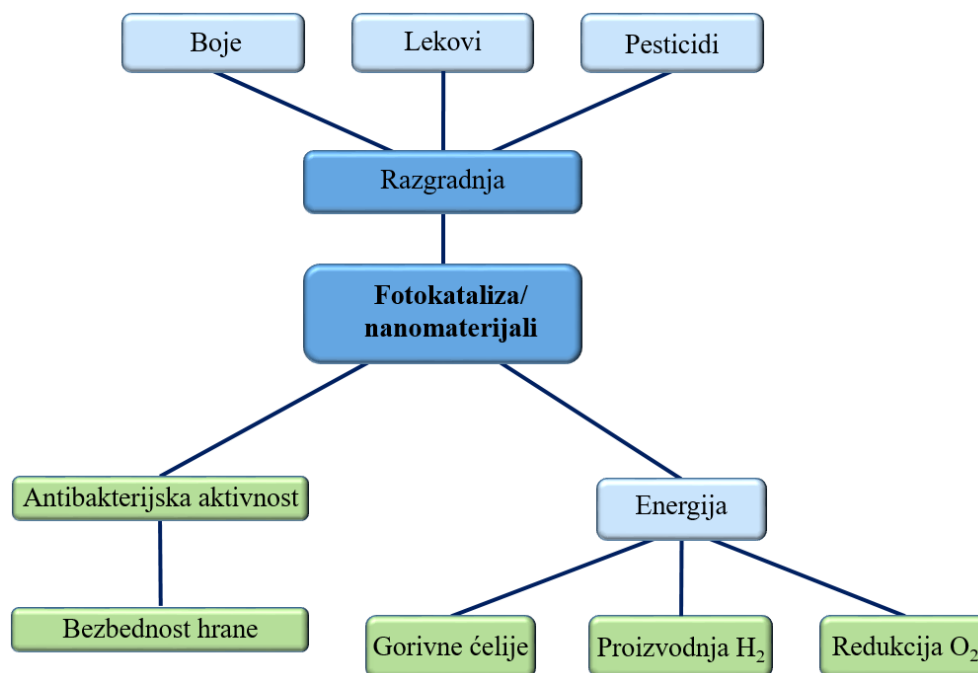 Boje
Lekovi
Pesticidi
Razgradnja
Fotokataliza/
nanomaterijali
Antibakterijska aktivnost
Energija
Bezbednost hrane
Gorivne ćelije
Proizvodnja H₂
Redukcija O₂